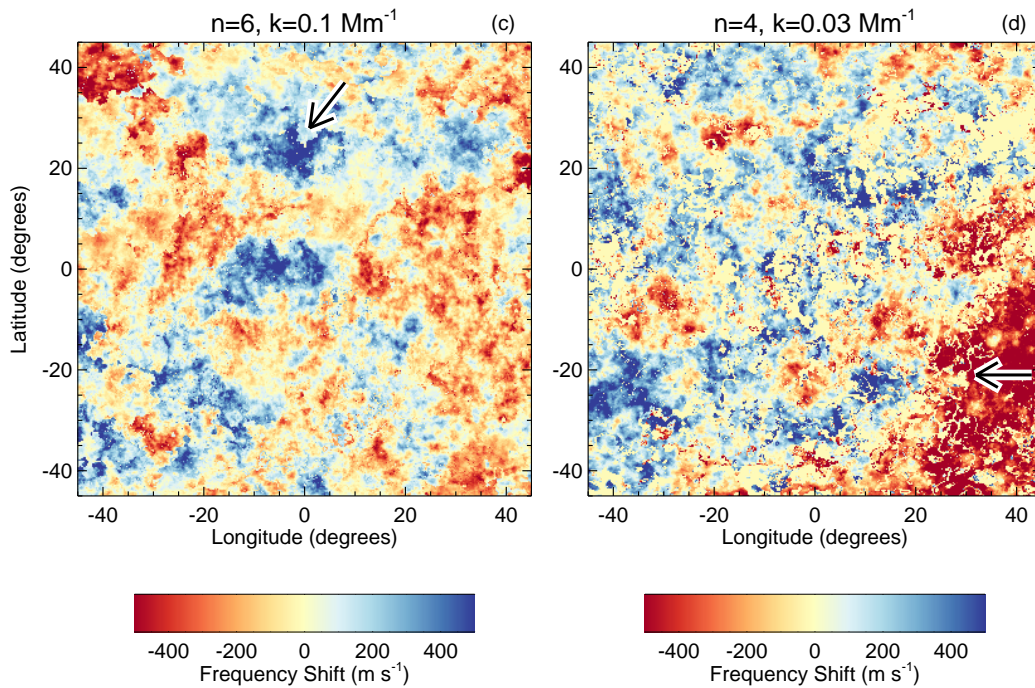 n=6, k=0.1 Mm⁻¹ (c)
n=4, k=0.03 Mm⁻¹ (d)
Latitude (degrees)
40
20
0
-20
-40
-40 -20 0 20 40
Longitude (degrees)
40
20
0
-20
-40
-40 -20 0 20 40
Longitude (degrees)
-400 -200 0 200 400
Frequency Shift (m s⁻¹)
-400 -200 0 200 400
Frequency Shift (m s⁻¹)